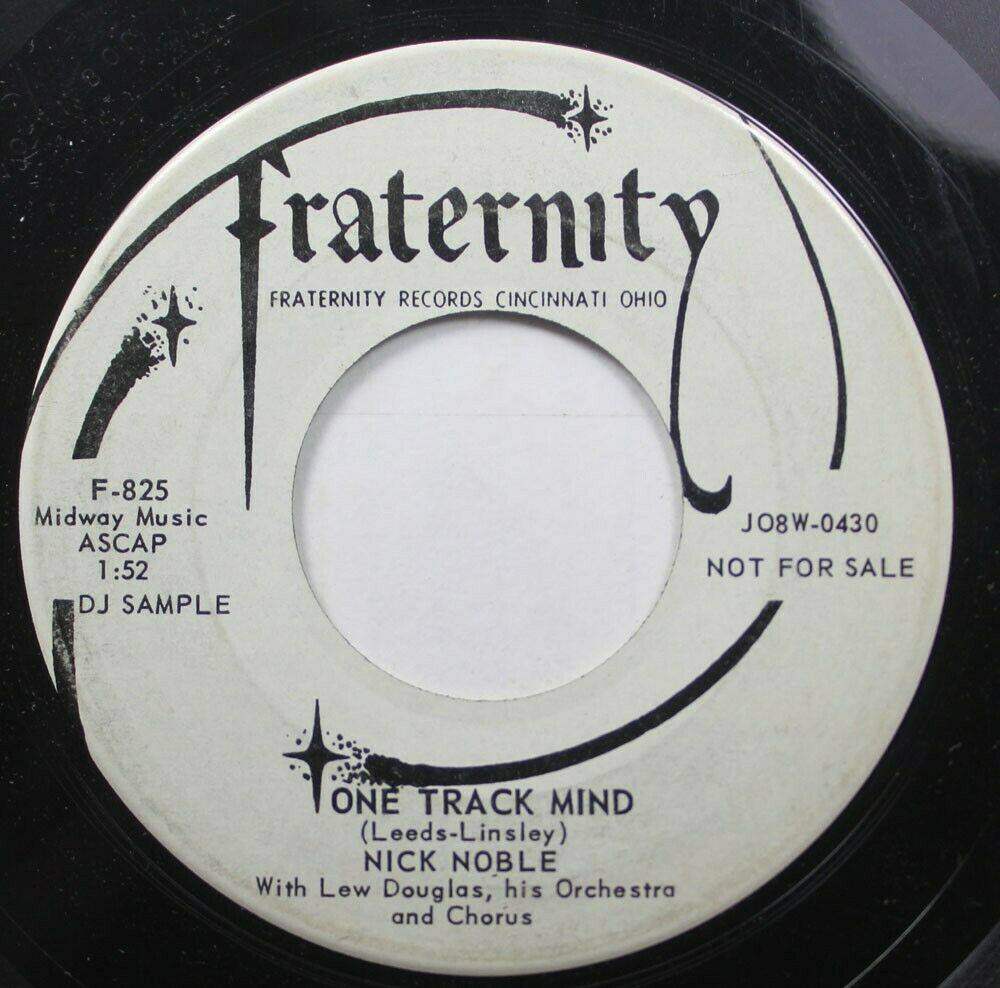 Fraternity
FRATERNITY RECORDS CINCINNATI OHIO
F-825
Midway Music
ASCAP
1:52
DJ SAMPLE
JO8W-0430
NOT FOR SALE
ONE TRACK MIND
(Leeds-Linsley)
NICK NOBLE
With Lew Douglas, his Orchestra
and Chorus